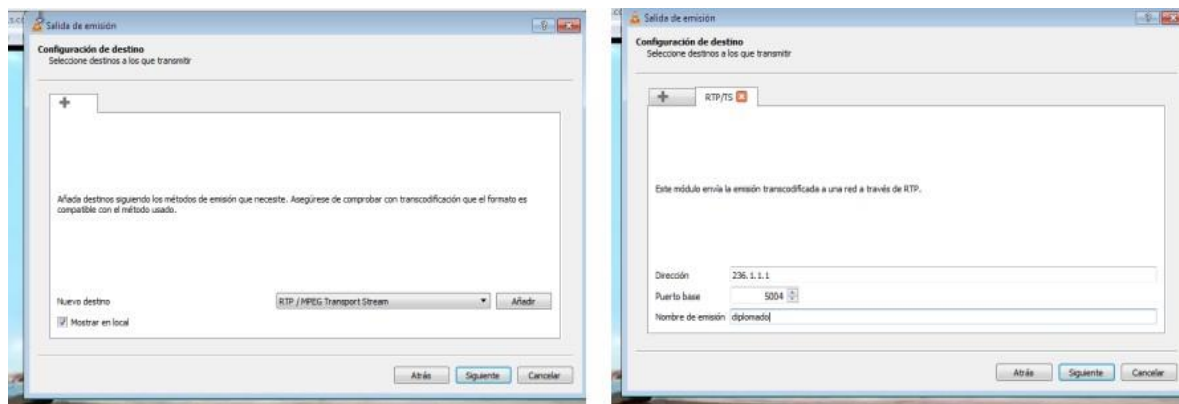 Salida de emisión
Configuración de destino
Seleccione destinos a los que transmitir
Añada destinos siguiendo los métodos de emisión que necesite. Asegúrese de comprobar con transcodificación que el formato es
compatible con el método usado.
Nuevo destino
RTP / MPEG Transport Stream
Añadir
Mostrar en local
Atrás
Siguiente
Cancelar
Salida de emisión
Configuración de destino
Seleccione destinos a los que transmitir
RTP/TS
Este módulo envía la emisión transcodificada a una red a través de RTP.
Dirección
236.1.1.1
Puerto base
5004
Nombre de emisión
diplomado
Atrás
Siguiente
Cancelar